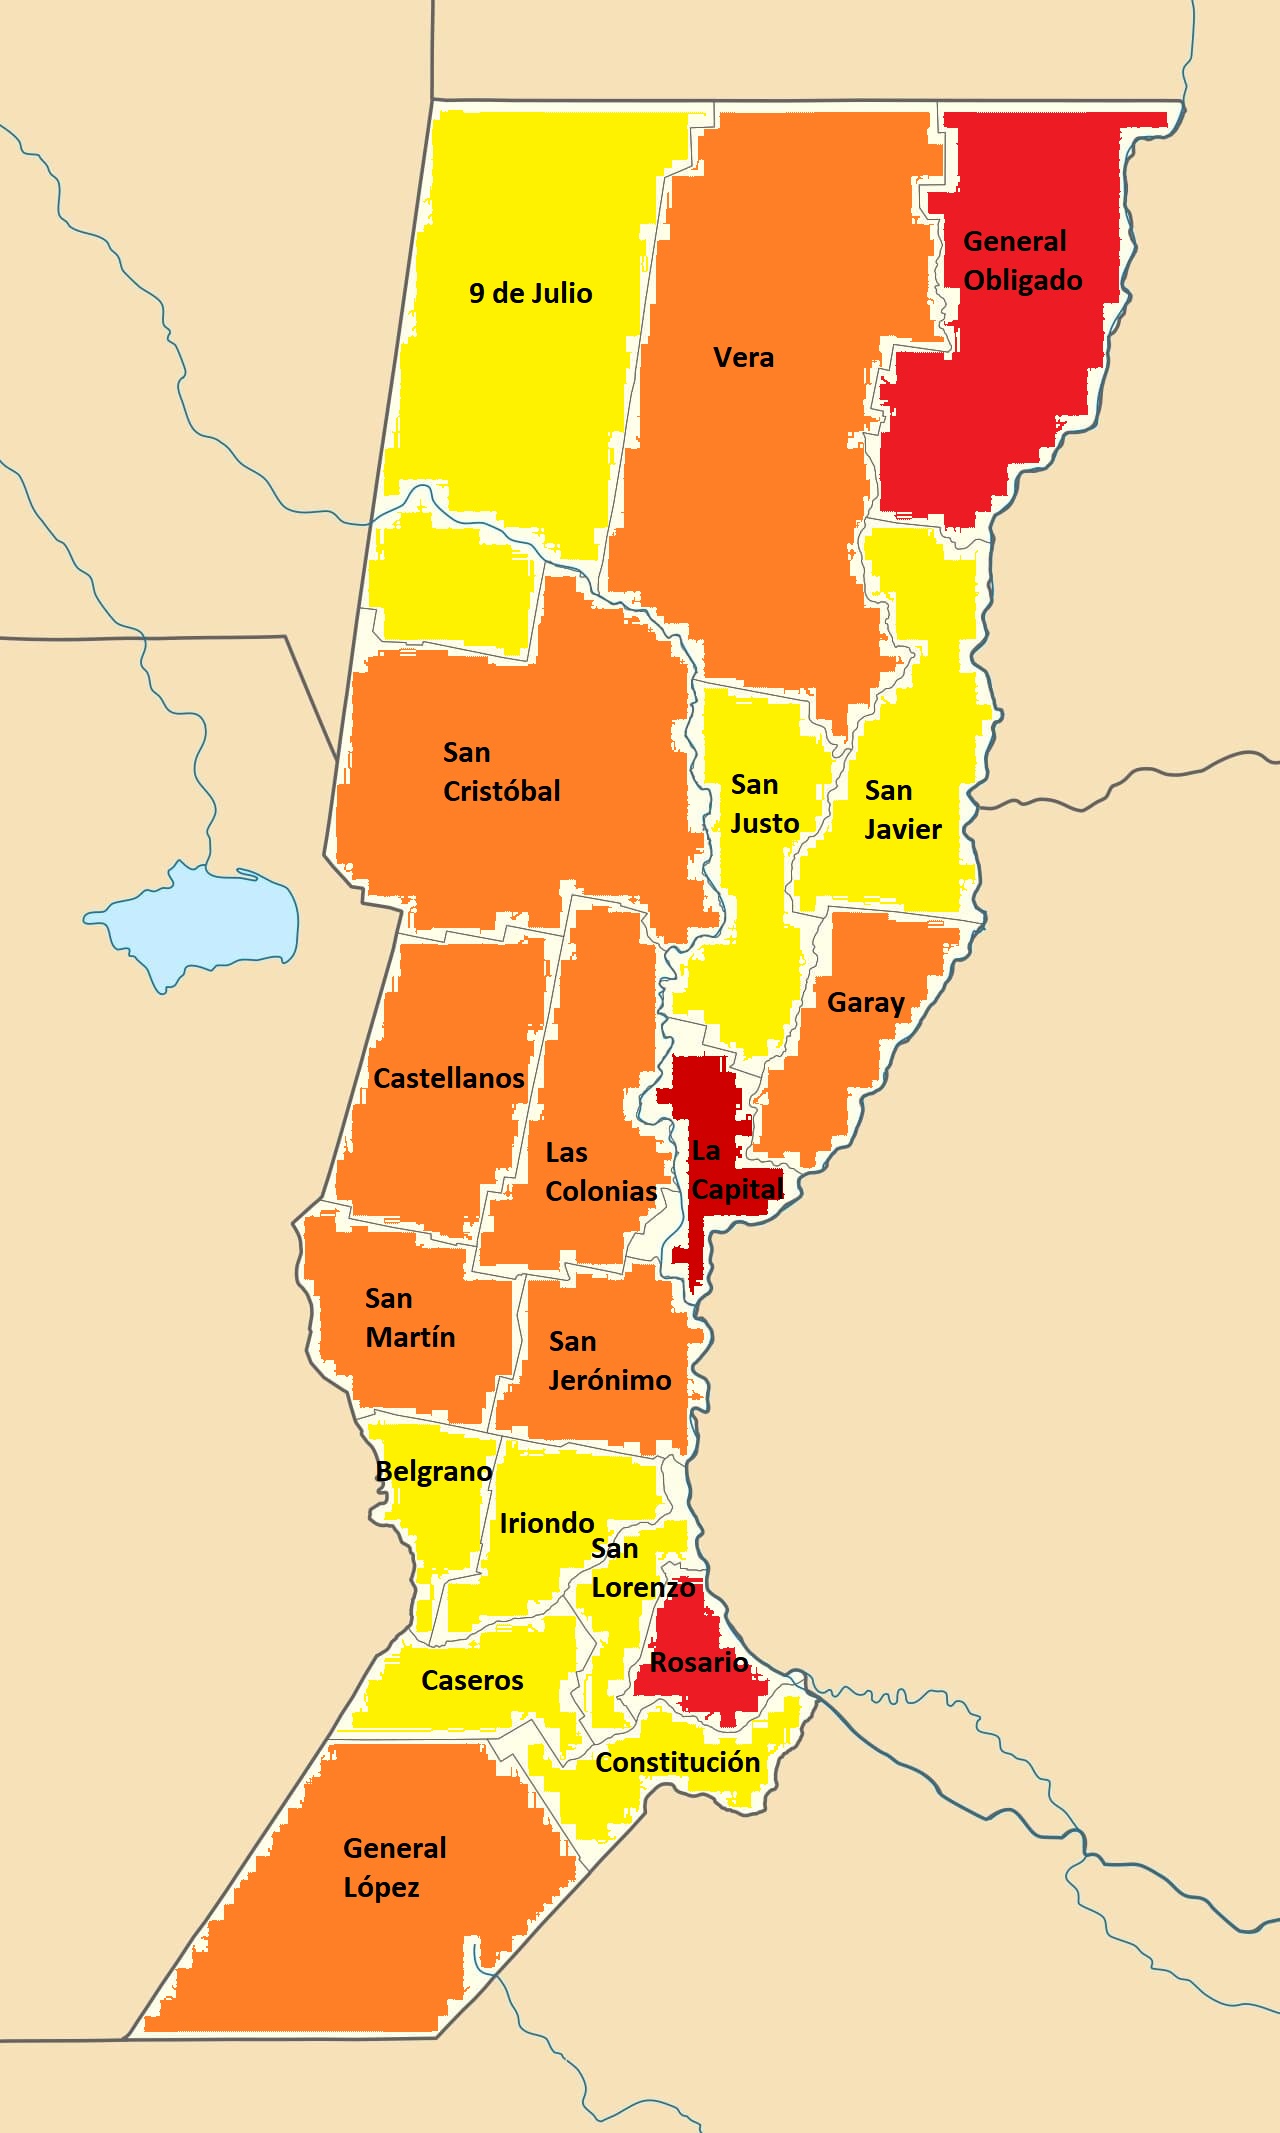 General
Obligado
9 de Julio
Vera
San
Cristóbal
San
Justo
San
Javier
Garay
Castellanos
Las
Colonias
La
Capital
San
Martín
San
Jerónimo
Belgrano
Iriondo
San
Lorenzo
Rosario
Caseros
Constitución
General
López